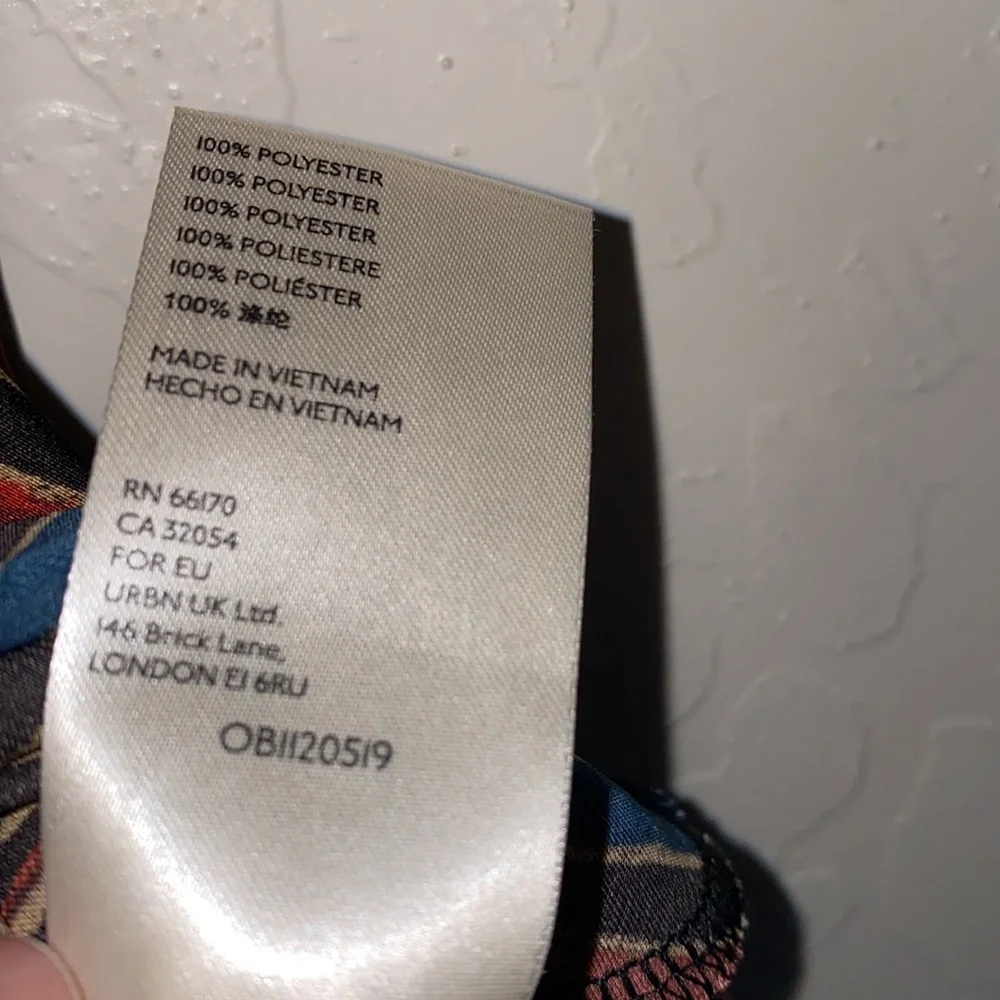 100% POLYESTER
100% POLYESTER
100% POLYESTER
100% POLIESTERE
100% POLIÉSTER
100% 涤纶
MADE IN VIETNAM
HECHO EN VIETNAM
RN 66170
CA 32054
FOR EU
URBN UK Ltd.
146 Brick Lane,
LONDON E1 6RU
OB1120519